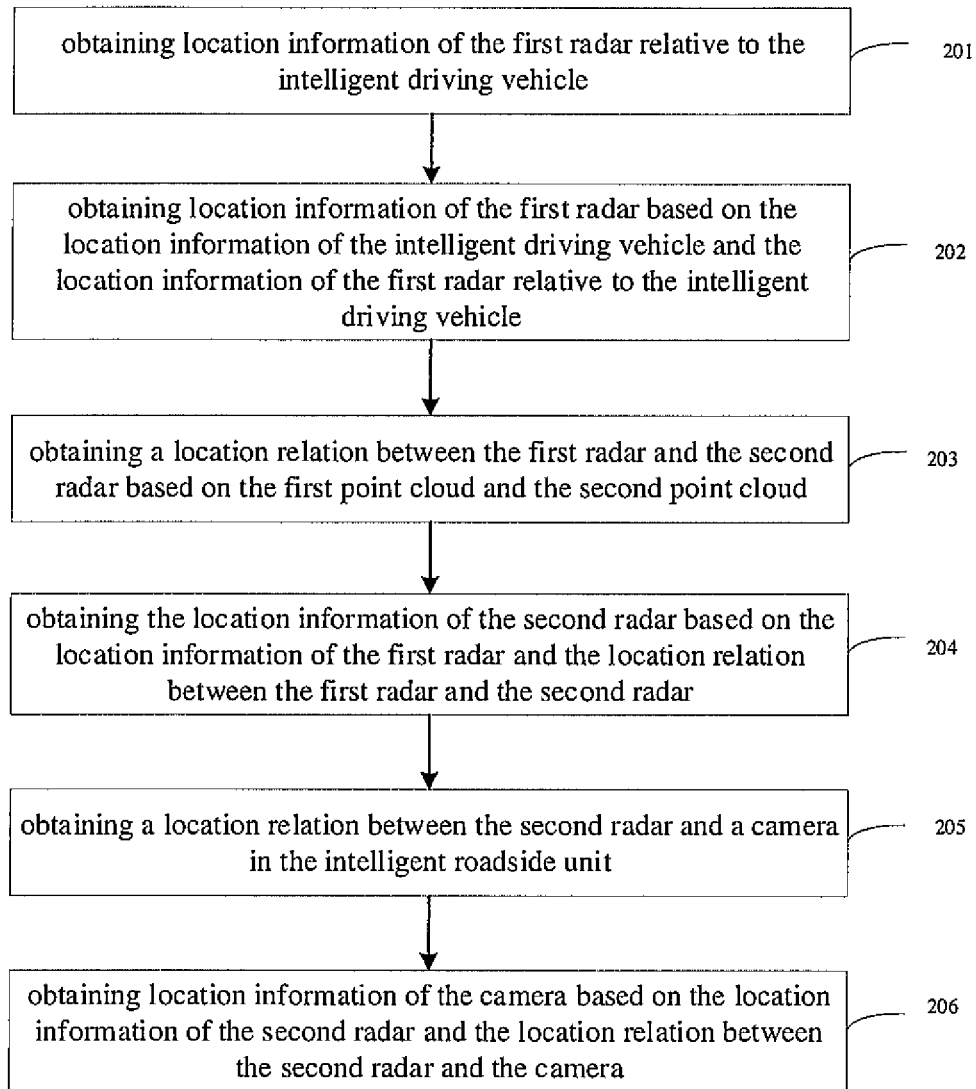 obtaining location information of the first radar relative to the
intelligent driving vehicle
201
obtaining location information of the first radar based on the
location information of the intelligent driving vehicle and the
location information of the first radar relative to the intelligent
driving vehicle
202
obtaining a location relation between the first radar and the second
radar based on the first point cloud and the second point cloud
203
obtaining the location information of the second radar based on the
location information of the first radar and the location relation
between the first radar and the second radar
204
obtaining a location relation between the second radar and a camera
in the intelligent roadside unit
205
obtaining location information of the camera based on the location
information of the second radar and the location relation between
the second radar and the camera
206